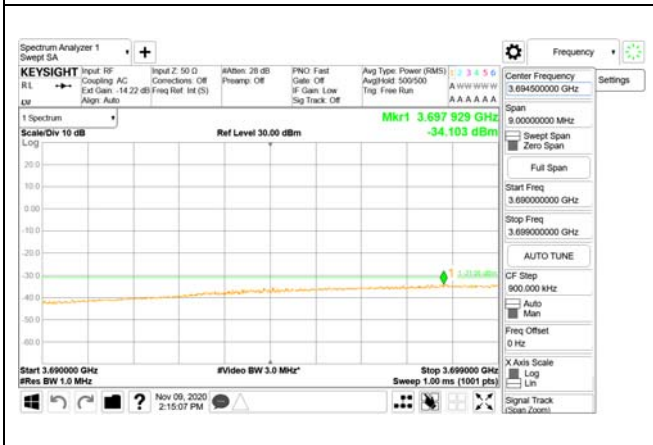 Spectrum Analyzer 1
Swept SA
Frequency
Settings
KEYSIGHT
RL
Input: RF
Coupling: AC
Ext Gain: -14.22 dB
Align: Auto
Input Z: 50 Ω
Corrections: Off
Freq Ref: Int (S)
#Atten: 28 dB
Preamp: Off
PNO: Fast
Gate: Off
IF Gain: Low
Sig Track: Off
Avg Type: Power (RMS)
Avg|Hold: 500/500
Trig: Free Run
1 2 3 4 5 6
A W W W W W
A A A A A A
1 Spectrum
Scale/Div 10 dB
Ref Level 30.00 dBm
Mkr1 3.697 929 GHz
-34.103 dBm
Log
20.0
10.0
0.00
-10.0
-20.0
-30.0
-40.0
-50.0
-60.0
1
Start 3.690000 GHz
#Res BW 1.0 MHz
#Video BW 3.0 MHz*
Stop 3.699000 GHz
Sweep 1.00 ms (1001 pts)
Nov 09, 2020
2:15:07 PM
Center Frequency
3.694500000 GHz
Span
9.00000000 MHz
Swept Span
Zero Span
Full Span
Start Freq
3.690000000 GHz
Stop Freq
3.699000000 GHz
AUTO TUNE
CF Step
900.000 kHz
Auto
Man
Freq Offset
0 Hz
X Axis Scale
Log
Lin
Signal Track
(Span Zoom)